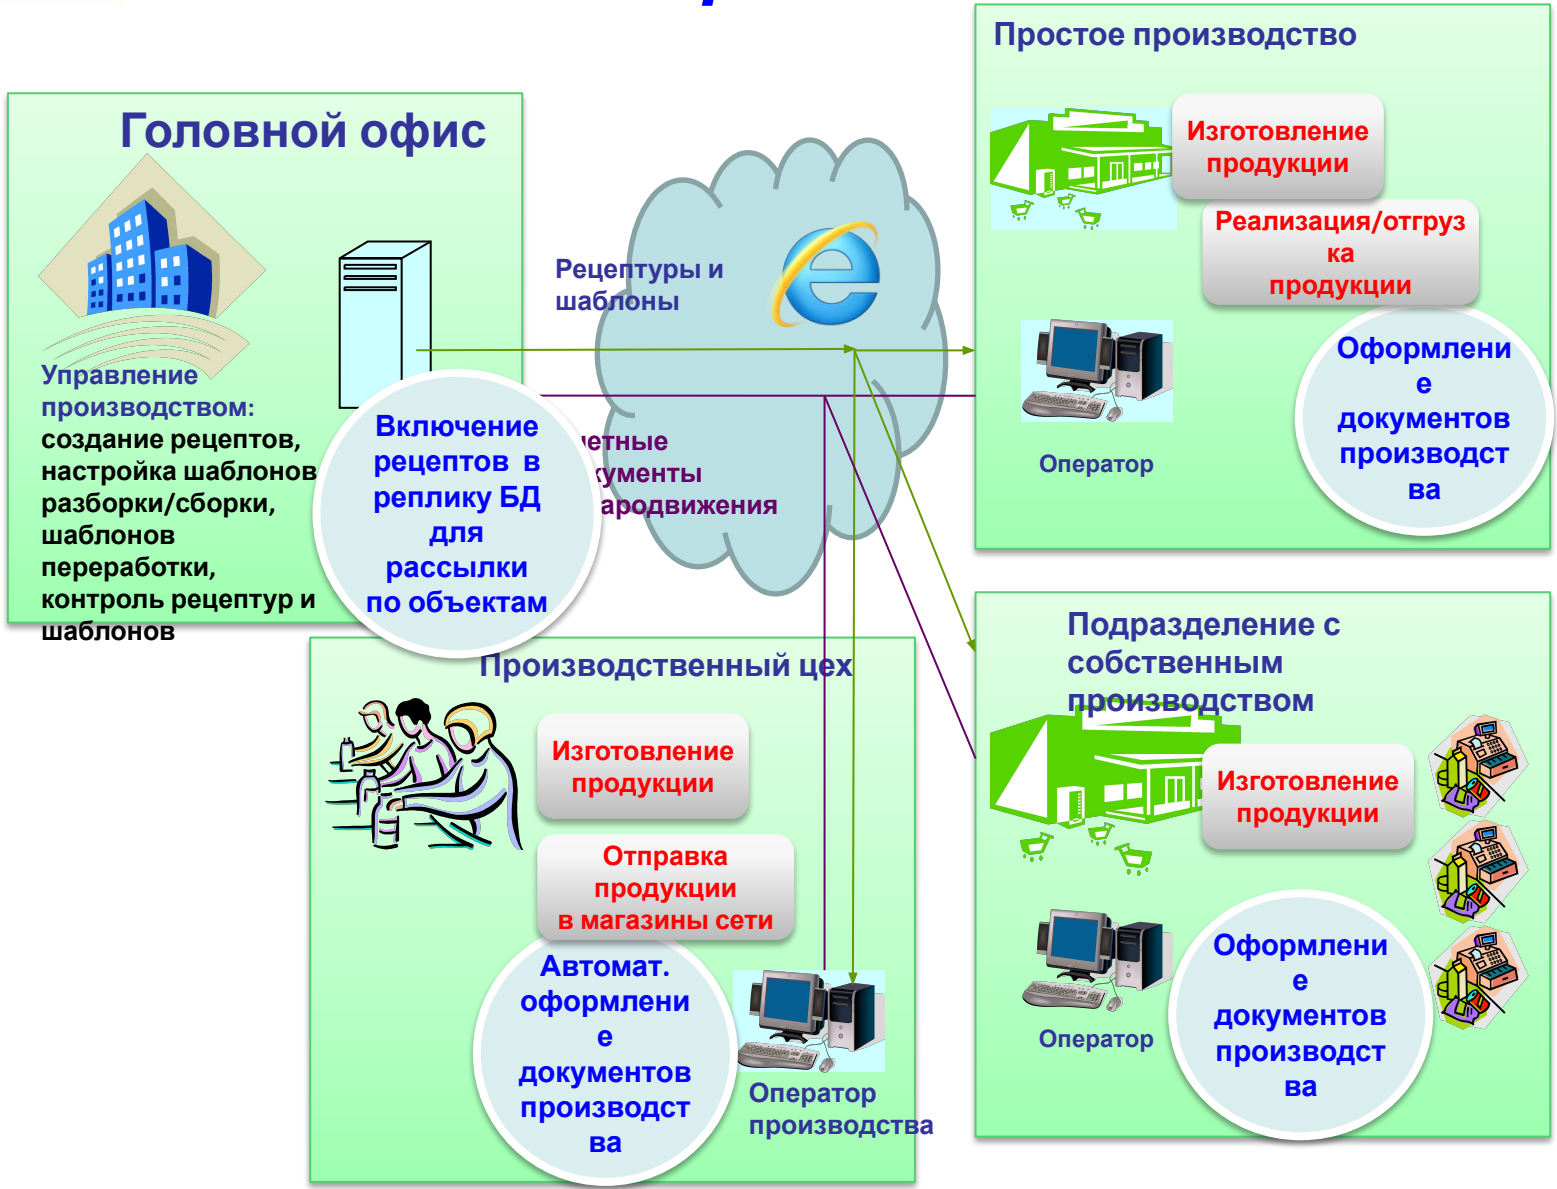 Головной офис
Управление
производством:
создание рецептов,
настройка шаблонов
разборки/сборки,
шаблонов
переработки,
контроль рецептур и
шаблонов
Включение
рецептов в
реплику БД
для
рассылки
по объектам
Рецептуры и
шаблоны
Простое производство
Изготовление
продукции
Реализация/отгруз
ка
продукции
Оператор
Оформлени
е
документов
производст
ва
Производственный цех
Изготовление
продукции
Отправка
продукции
в магазины сети
Автомат.
оформлени
е
документов
производст
ва
Оператор
производства
Подразделение с
собственным
производством
Изготовление
продукции
Оператор
Оформлени
е
документов
производст
ва